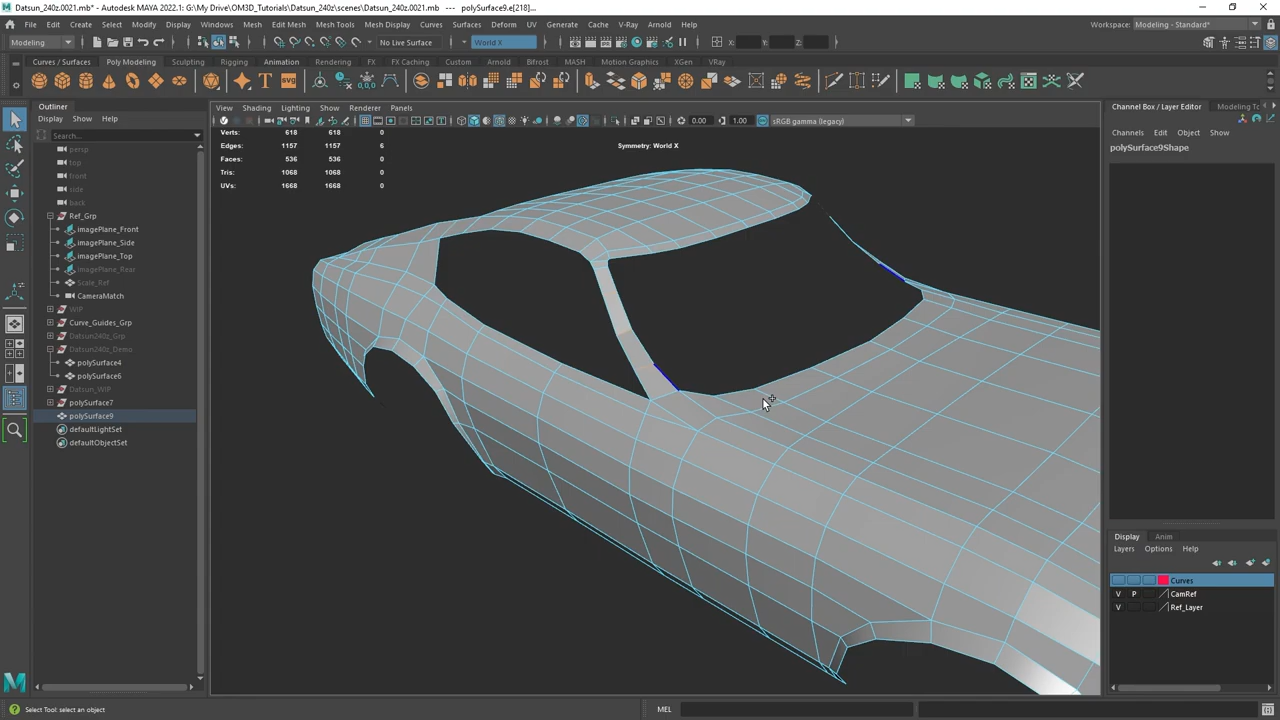 Datsun_240z.0021.mb* - Autodesk MAYA 2022.1: G:\My Drive\OM3D_Tutorials\Datsun_240z\scenes\Datsun_240z.0021.mb --- polySurface9.e[218]...
File Edit Create Select Modify Display Windows Mesh Edit Mesh Mesh Tools Mesh Display Curves Surfaces Deform UV Generate Cache V-Ray Arnold Help
Workspace: Modeling - Standard*
Modeling No Live Surface World X X: Y: Z:
Curves / Surfaces Poly Modeling Sculpting Rigging Animation Rendering FX FX Caching Custom Arnold Bifrost MASH Motion Graphics XGen VRay
SVG
Outliner
Display Show Help
Search...
persp
top
front
side
back
Ref_Grp
imagePlane_Front
imagePlane_Side
imagePlane_Top
imagePlane_Rear
Scale_Ref
CameraMatch
WIP
Curve_Guides_Grp
Datsun240z_Grp
Datsun240z_Demo
polySurface4
polySurface6
Datsun_WIP
polySurface7
polySurface9
defaultLightSet
defaultObjectSet
View Shading Lighting Show Renderer Panels
0.00 1.00 sRGB gamma (legacy)
Verts: 618 618 0
Edges: 1157 1157 6
Faces: 536 536 0
Tris: 1068 1068 0
UVs: 1668 1668 0
Symmetry: World X
Channel Box / Layer Editor Modeling To
Channels Edit Object Show
polySurface9Shape
Display Anim
Layers Options Help
Curves
V P CamRef
V Ref_Layer
Select Tool: select an object
MEL